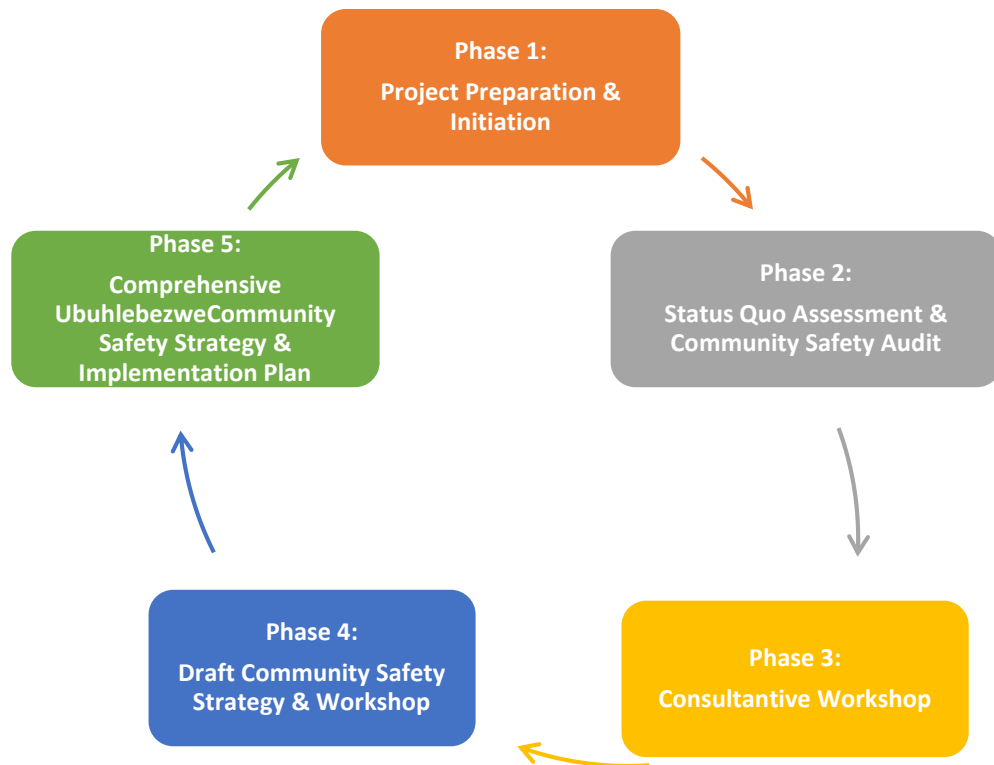 Phase 1:
Project Preparation &
Initiation
Phase 2:
Status Quo Assessment &
Community Safety Audit
Phase 3:
Consultantive Workshop
Phase 4:
Draft Community Safety
Strategy & Workshop
Phase 5:
Comprehensive
UbuhlebezweCommunity
Safety Strategy &
Implementation Plan